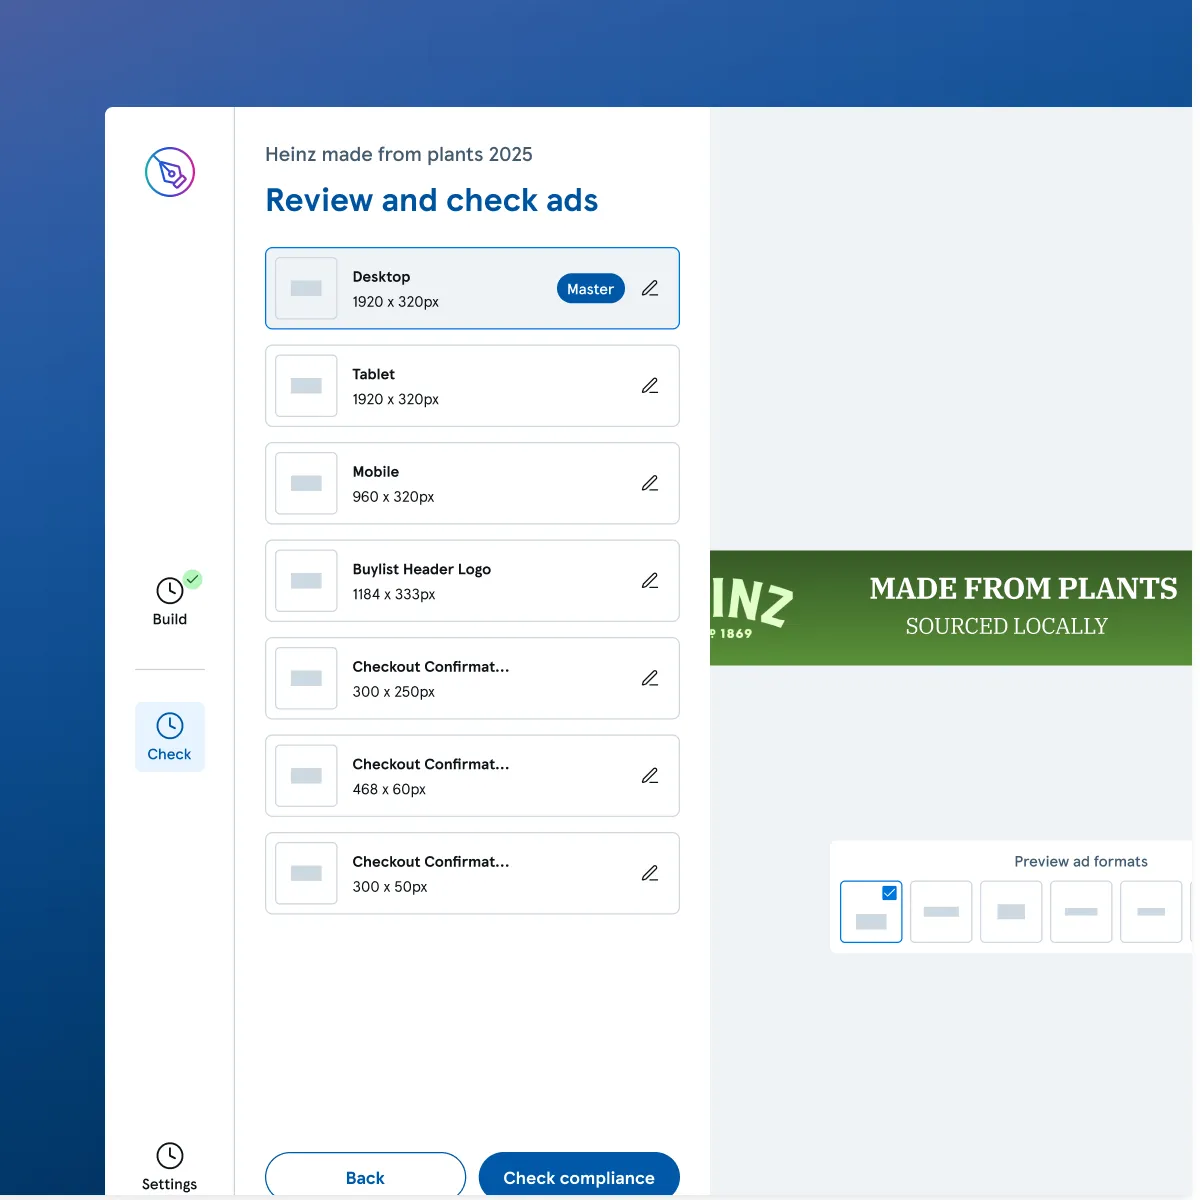 Heinz made from plants 2025
Review and check ads
Desktop
1920 x 320px
Master
Tablet
1920 x 320px
Mobile
960 x 320px
Buylist Header Logo
1184 x 333px
Checkout Confirmat...
300 x 250px
Checkout Confirmat...
468 x 60px
Checkout Confirmat...
300 x 50px
Back
Check compliance
Build
Check
Settings
INZ
1869
MADE FROM PLANTS
SOURCED LOCALLY
Preview ad formats